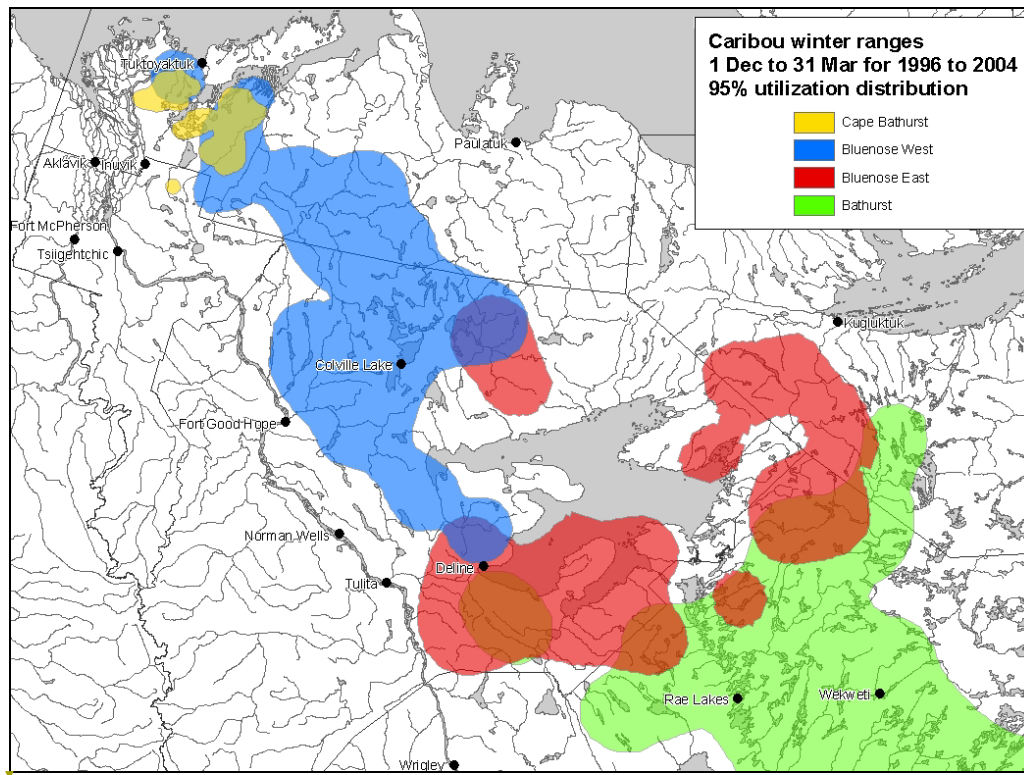 Caribou winter ranges
1 Dec to 31 Mar for 1996 to 2004
95% utilization distribution
Cape Bathurst
Bluenose West
Bluenose East
Bathurst
Tuktoyaktuk
Paulatuk
Aklavik
Inuvik
Fort McPherson
Tsiigentchic
Kugluktuk
Colville Lake
Fort Good Hope
Norman Wells
Deline
Tulita
Rae Lakes
Wekweti
Wrigley